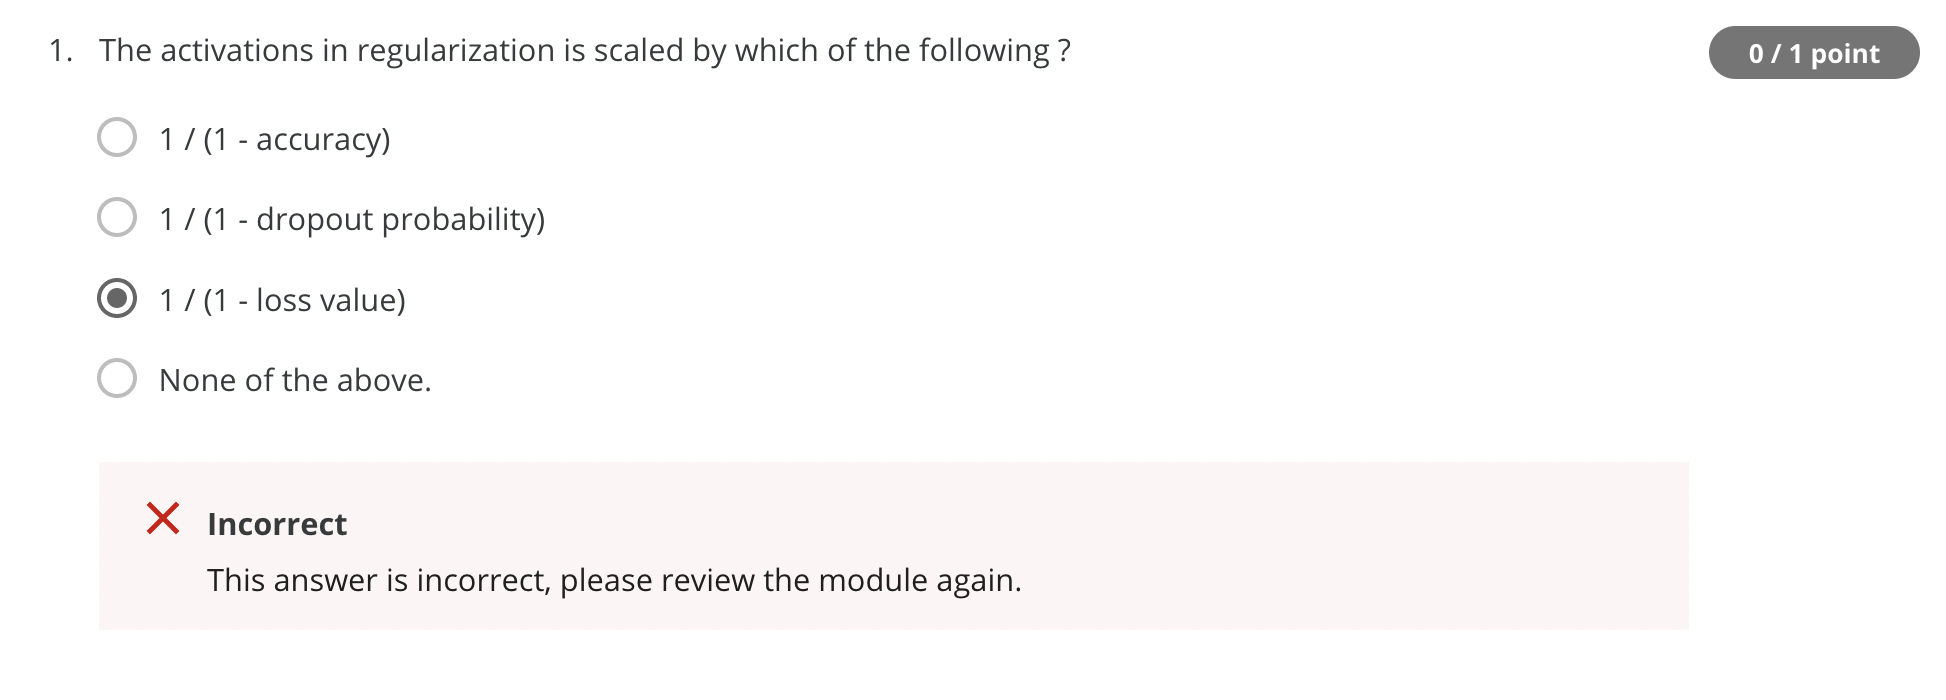 1. The activations in regularization is scaled by which of the following ?
0 / 1 point
1 / (1 - accuracy)
1 / (1 - dropout probability)
1 / (1 - loss value)
None of the above.
Incorrect
This answer is incorrect, please review the module again.